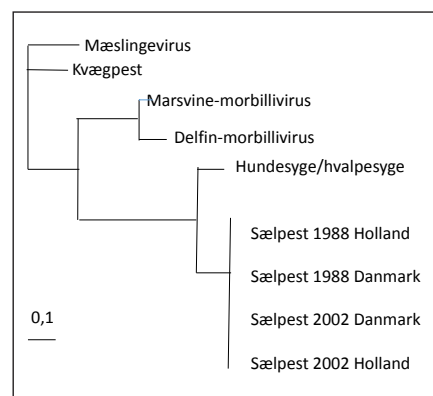 Mæslingevirus
Kvægpest
Marsvine-morbillivirus
Delfin-morbillivirus
Hundesyge/hvalpesyge
Sælpest 1988 Holland
Sælpest 1988 Danmark
Sælpest 2002 Danmark
Sælpest 2002 Holland
0,1